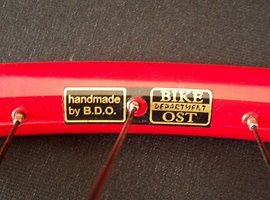 handmade
by B.D.O.
BIKE
DEPARTMENT
OST